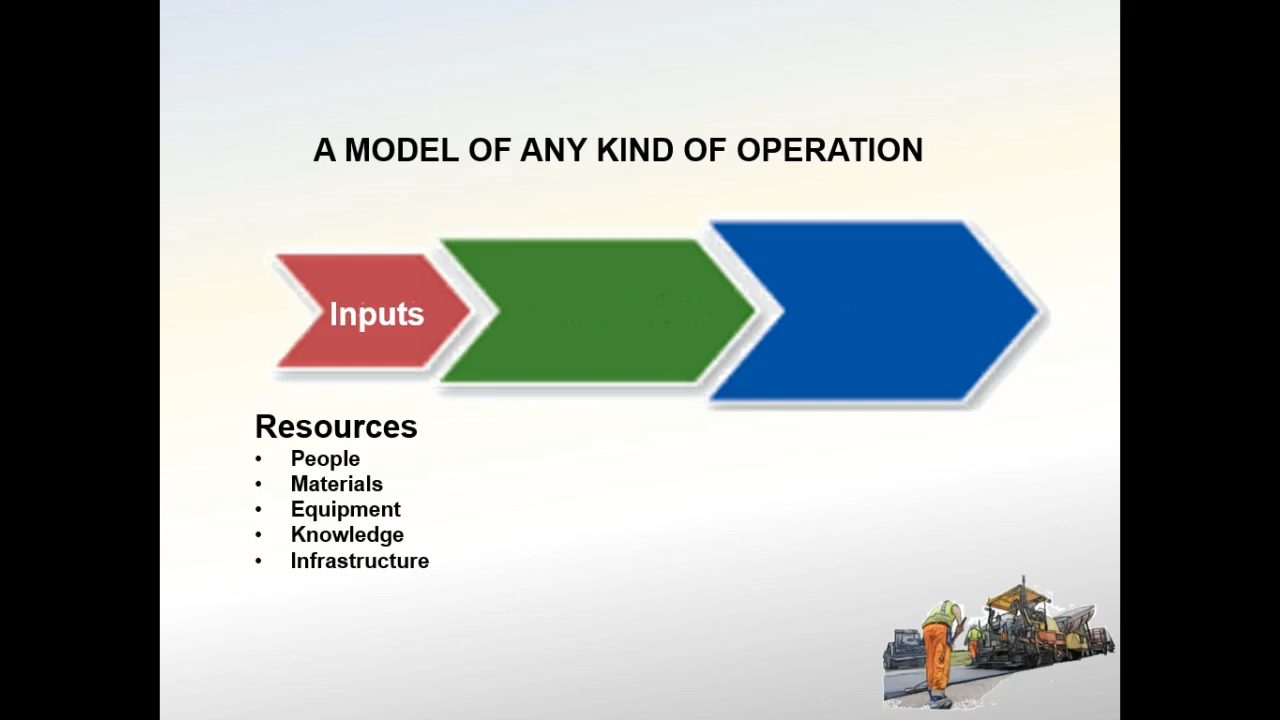 A MODEL OF ANY KIND OF OPERATION
Inputs
Resources
• People
• Materials
• Equipment
• Knowledge
• Infrastructure